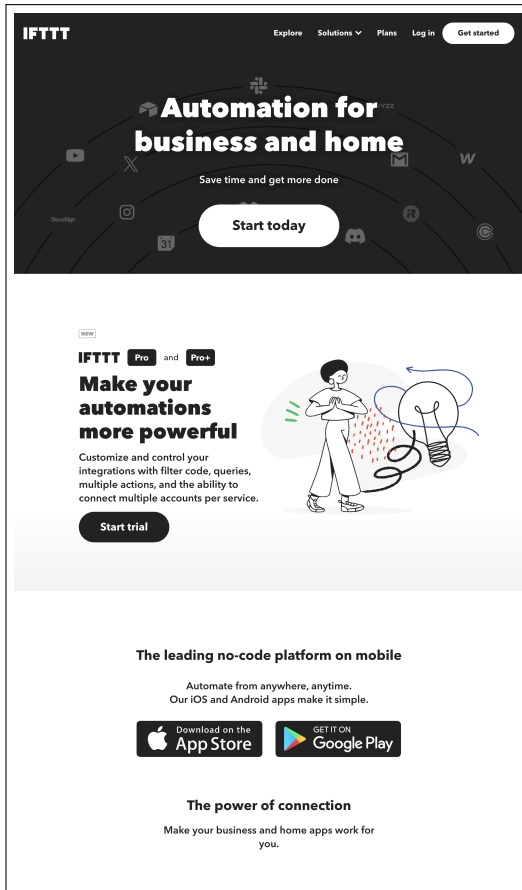 IFTTT
Explore Solutions Plans Log in Get started
Automation for
business and home
Save time and get more done
DocuSign
31
Start today
NEW
IFTTT Pro and Pro+
Make your
automations
more powerful
Customize and control your
integrations with filter code, queries,
multiple actions, and the ability to
connect multiple accounts per service.
Start trial
The leading no-code platform on mobile
Automate from anywhere, anytime.
Our iOS and Android apps make it simple.
Download on the
App Store
GET IT ON
Google Play
The power of connection
Make your business and home apps work for
you.